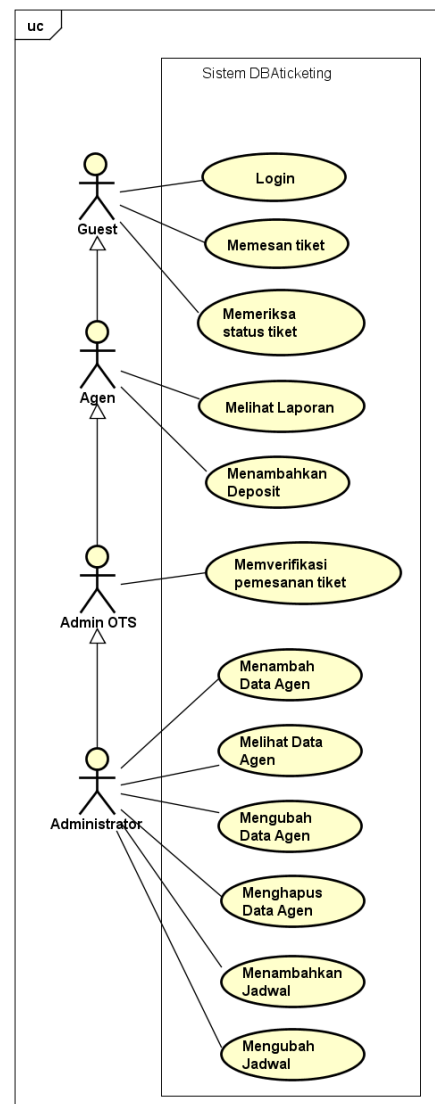 uc
Sistem DBAticketing
Login
Guest
Memesan tiket
Memeriksa
status tiket
Agen
Melihat Laporan
Menambahkan
Deposit
Memverifikasi
pemesanan tiket
Admin OTS
Menambah
Data Agen
Melihat Data
Agen
Administrator
Mengubah
Data Agen
Menghapus
Data Agen
Menambahkan
Jadwal
Mengubah
Jadwal